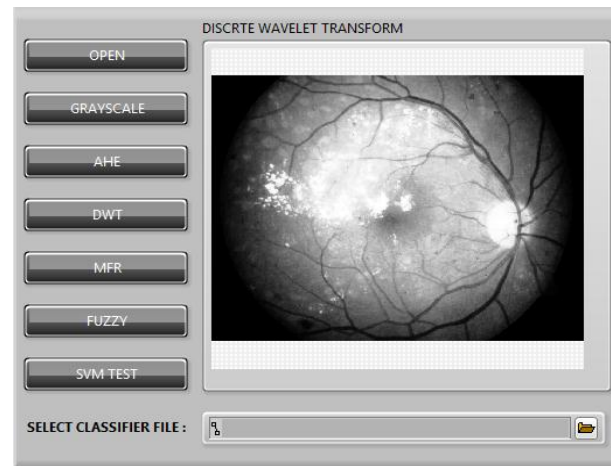 DISCRTE WAVELET TRANSFORM
OPEN
GRAYSCALE
AHE
DWT
MFR
FUZZY
SVM TEST
SELECT CLASSIFIER FILE :